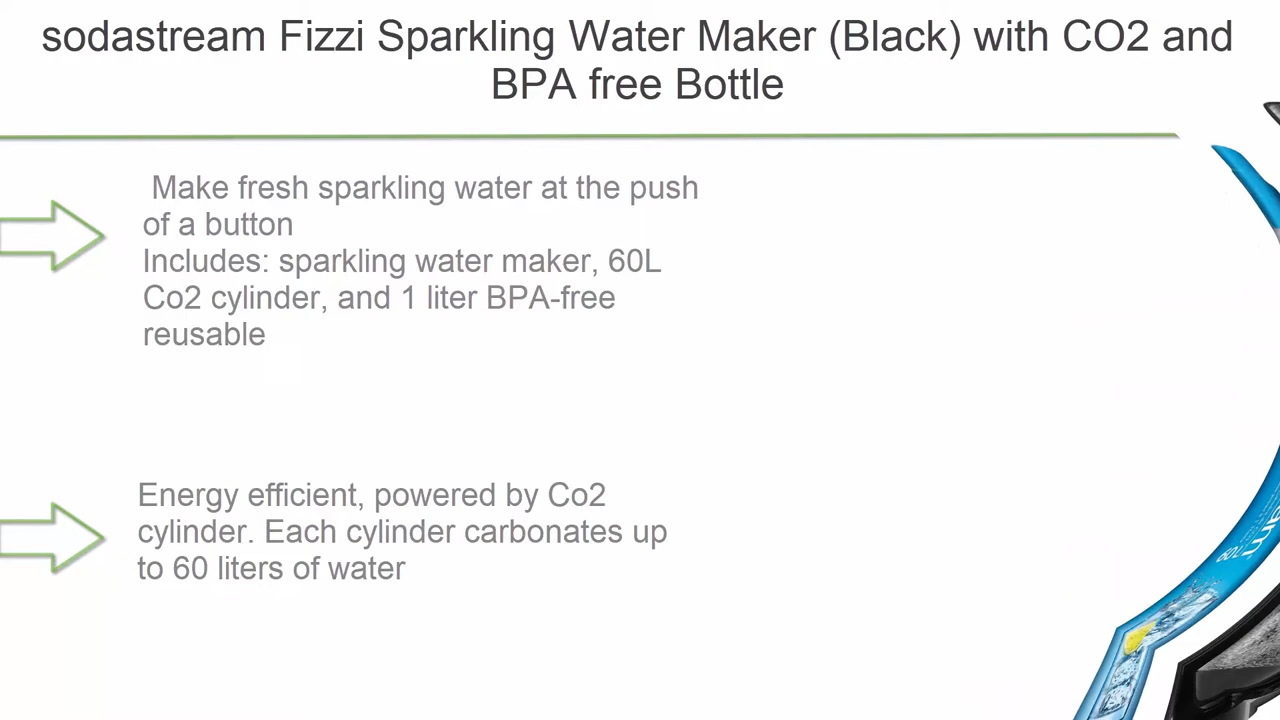 sodastream Fizzi Sparkling Water Maker (Black) with CO2 and
BPA free Bottle
Make fresh sparkling water at the push
of a button
Includes: sparkling water maker, 60L
Co2 cylinder, and 1 liter BPA-free
reusable
Energy efficient, powered by Co2
cylinder. Each cylinder carbonates up
to 60 liters of water
60L